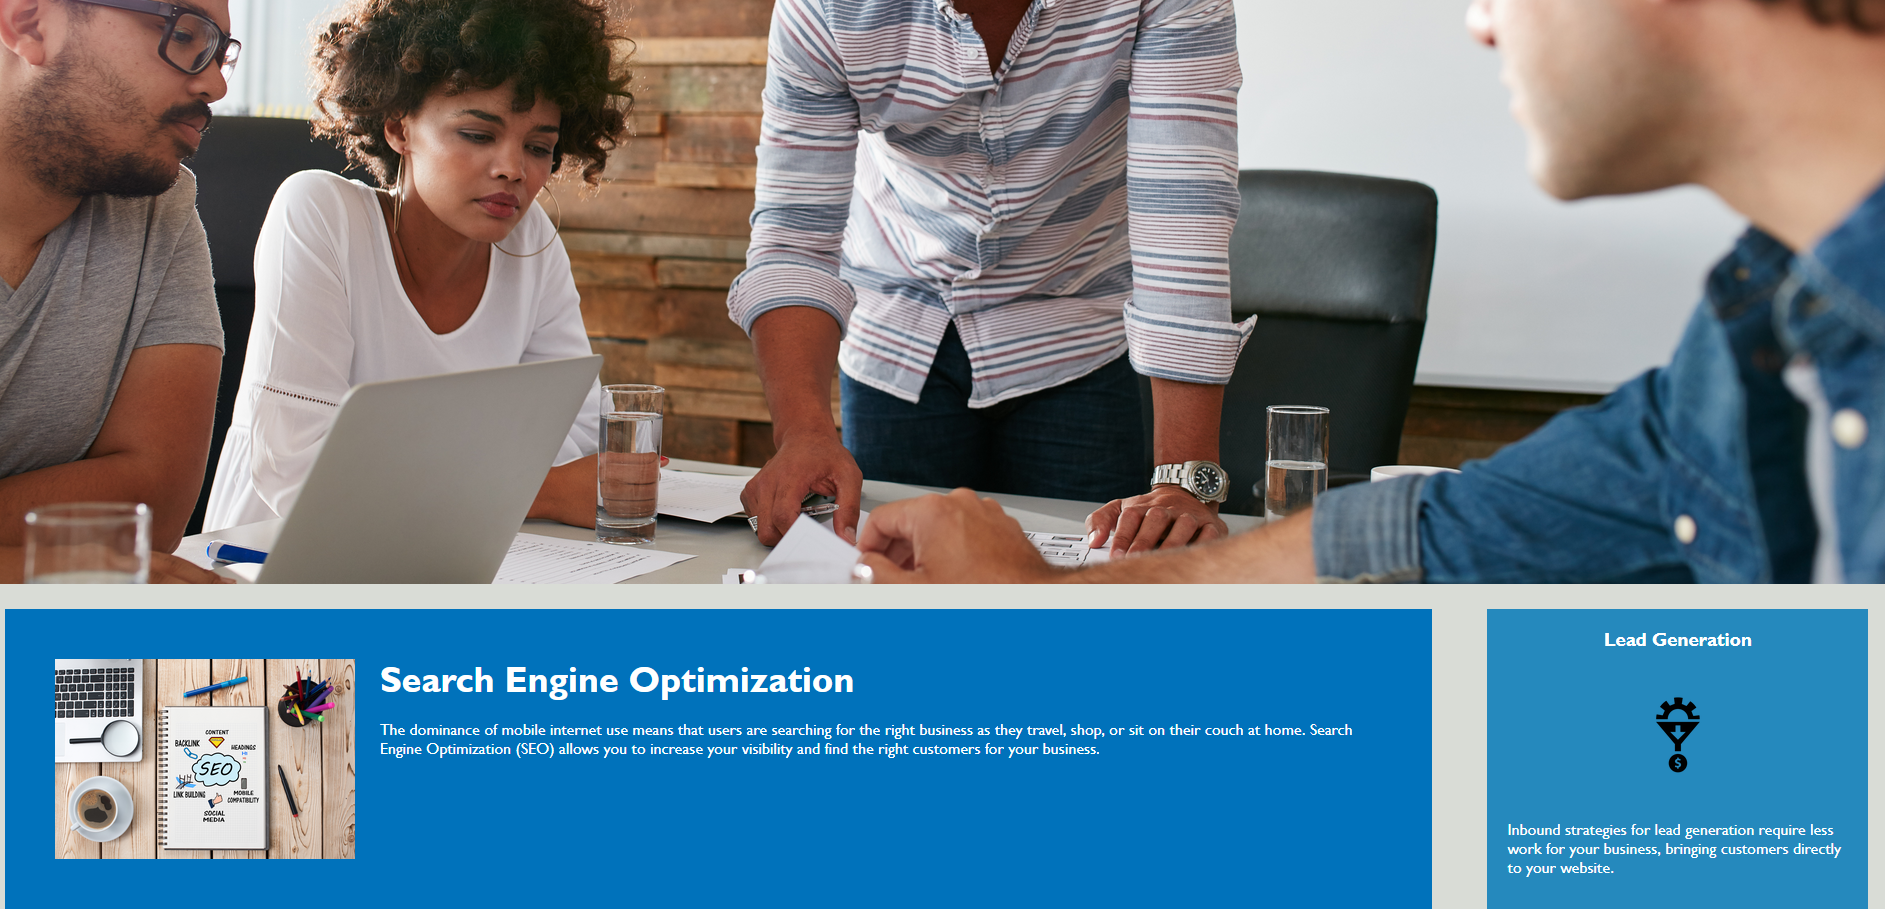 Search Engine Optimization
The dominance of mobile internet use means that users are searching for the right business as they travel, shop, or sit on their couch at home. Search
Engine Optimization (SEO) allows you to increase your visibility and find the right customers for your business.
CONTENT
BACKLINK
HEADINGS
SEO
LINK BUILDING
MOBILE
COMPATIBILITY
SOCIAL
MEDIA
Lead Generation
$
Inbound strategies for lead generation require less
work for your business, bringing customers directly
to your website.